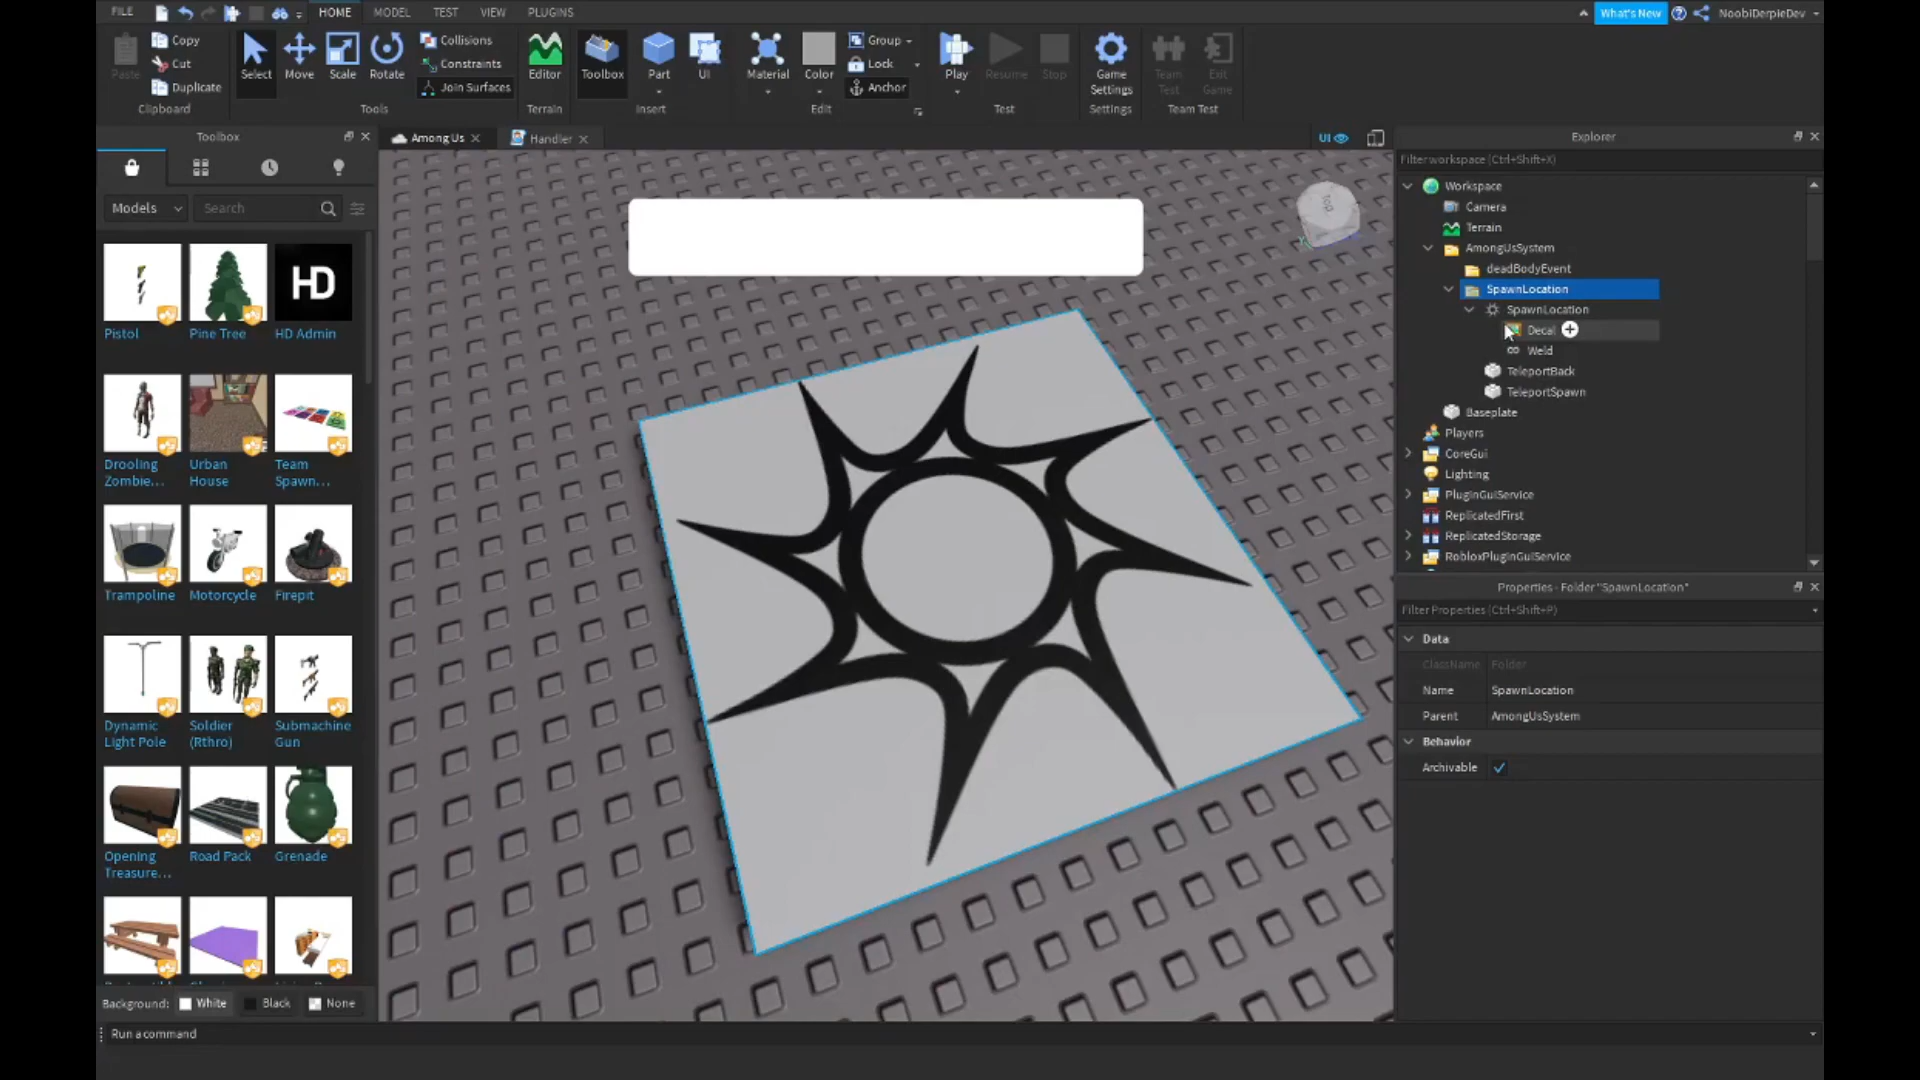 FILE HOME MODEL TEST VIEW PLUGINS What's New NoobiDerpieDev
Paste Copy Cut Duplicate Clipboard
Select Move Scale Rotate Collisions Constraints Join Surfaces Tools
Editor Terrain
Toolbox Part UI Insert
Material Color Group Lock Anchor Edit
Play Resume Stop Test
Game Settings Settings
Team Test Exit Game Team Test
Toolbox
Models Search
Pistol Pine Tree HD Admin
HD
Drooling Zombie... Urban House Team Spawn...
Trampoline Motorcycle Firepit
Dynamic Light Pole Soldier (Rthro) Submachine Gun
Opening Treasure... Road Pack Grenade
Background: White Black None
Run a command
Among Us Handler UI
Top
Explorer
Filter workspace (Ctrl+Shift+X)
Workspace
Camera
Terrain
AmongUsSystem
deadBodyEvent
SpawnLocation
SpawnLocation
Decal
Weld
TeleportBack
TeleportSpawn
Baseplate
Players
CoreGui
Lighting
PluginGuiService
ReplicatedFirst
ReplicatedStorage
RobloxPluginGuiService
Properties - Folder "SpawnLocation"
Filter Properties (Ctrl+Shift+P)
Data
ClassName Folder
Name SpawnLocation
Parent AmongUsSystem
Behavior
Archivable